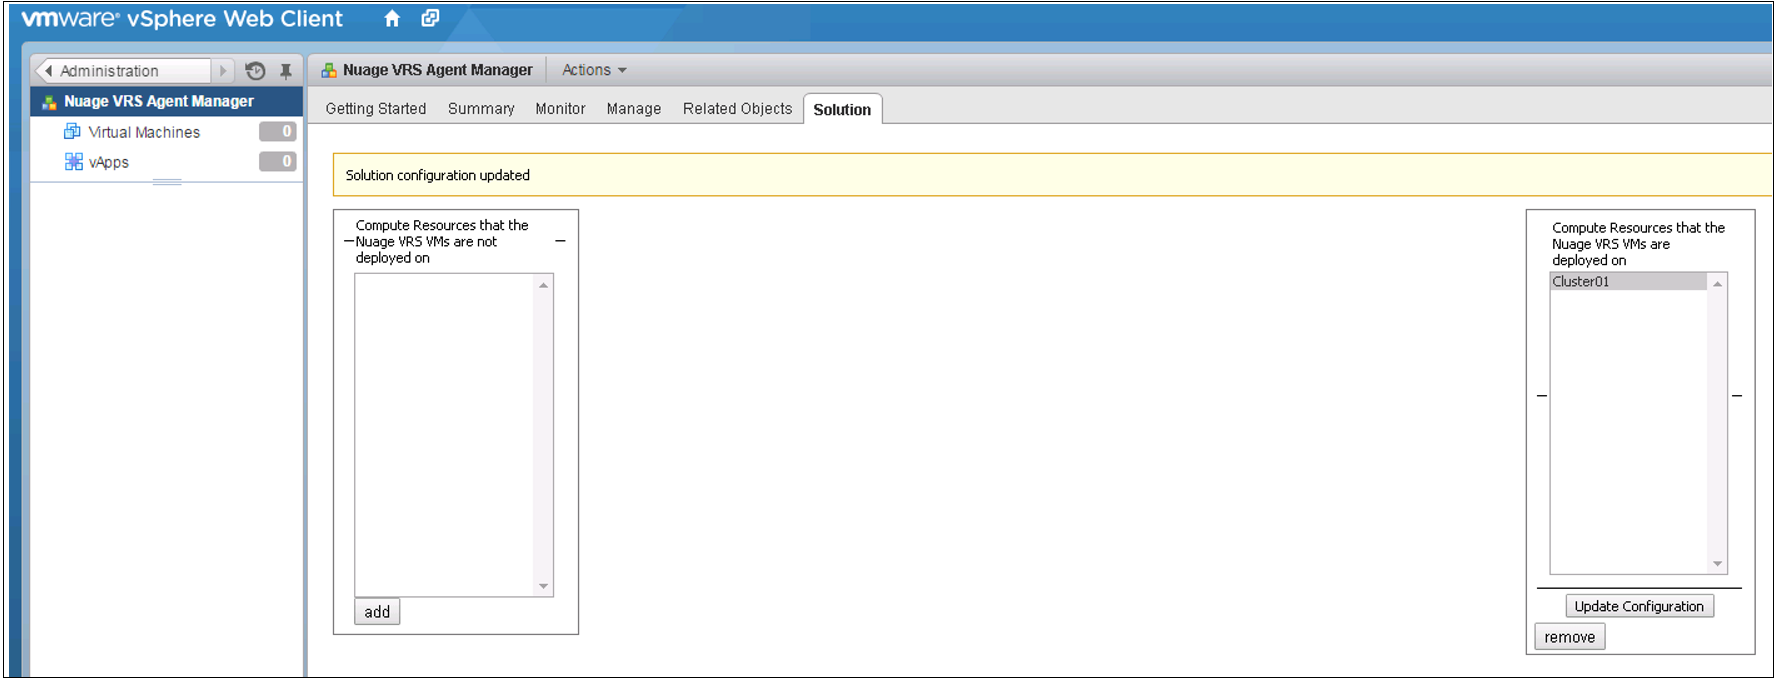 vmware® vSphere Web Client
Administration
Nuage VRS Agent Manager
Virtual Machines 0
vApps 0
Nuage VRS Agent Manager Actions
Getting Started Summary Monitor Manage Related Objects Solution
Solution configuration updated
Compute Resources that the
Nuage VRS VMs are not
deployed on
add
Compute Resources that the
Nuage VRS VMs are
deployed on
Cluster01
Update Configuration
remove